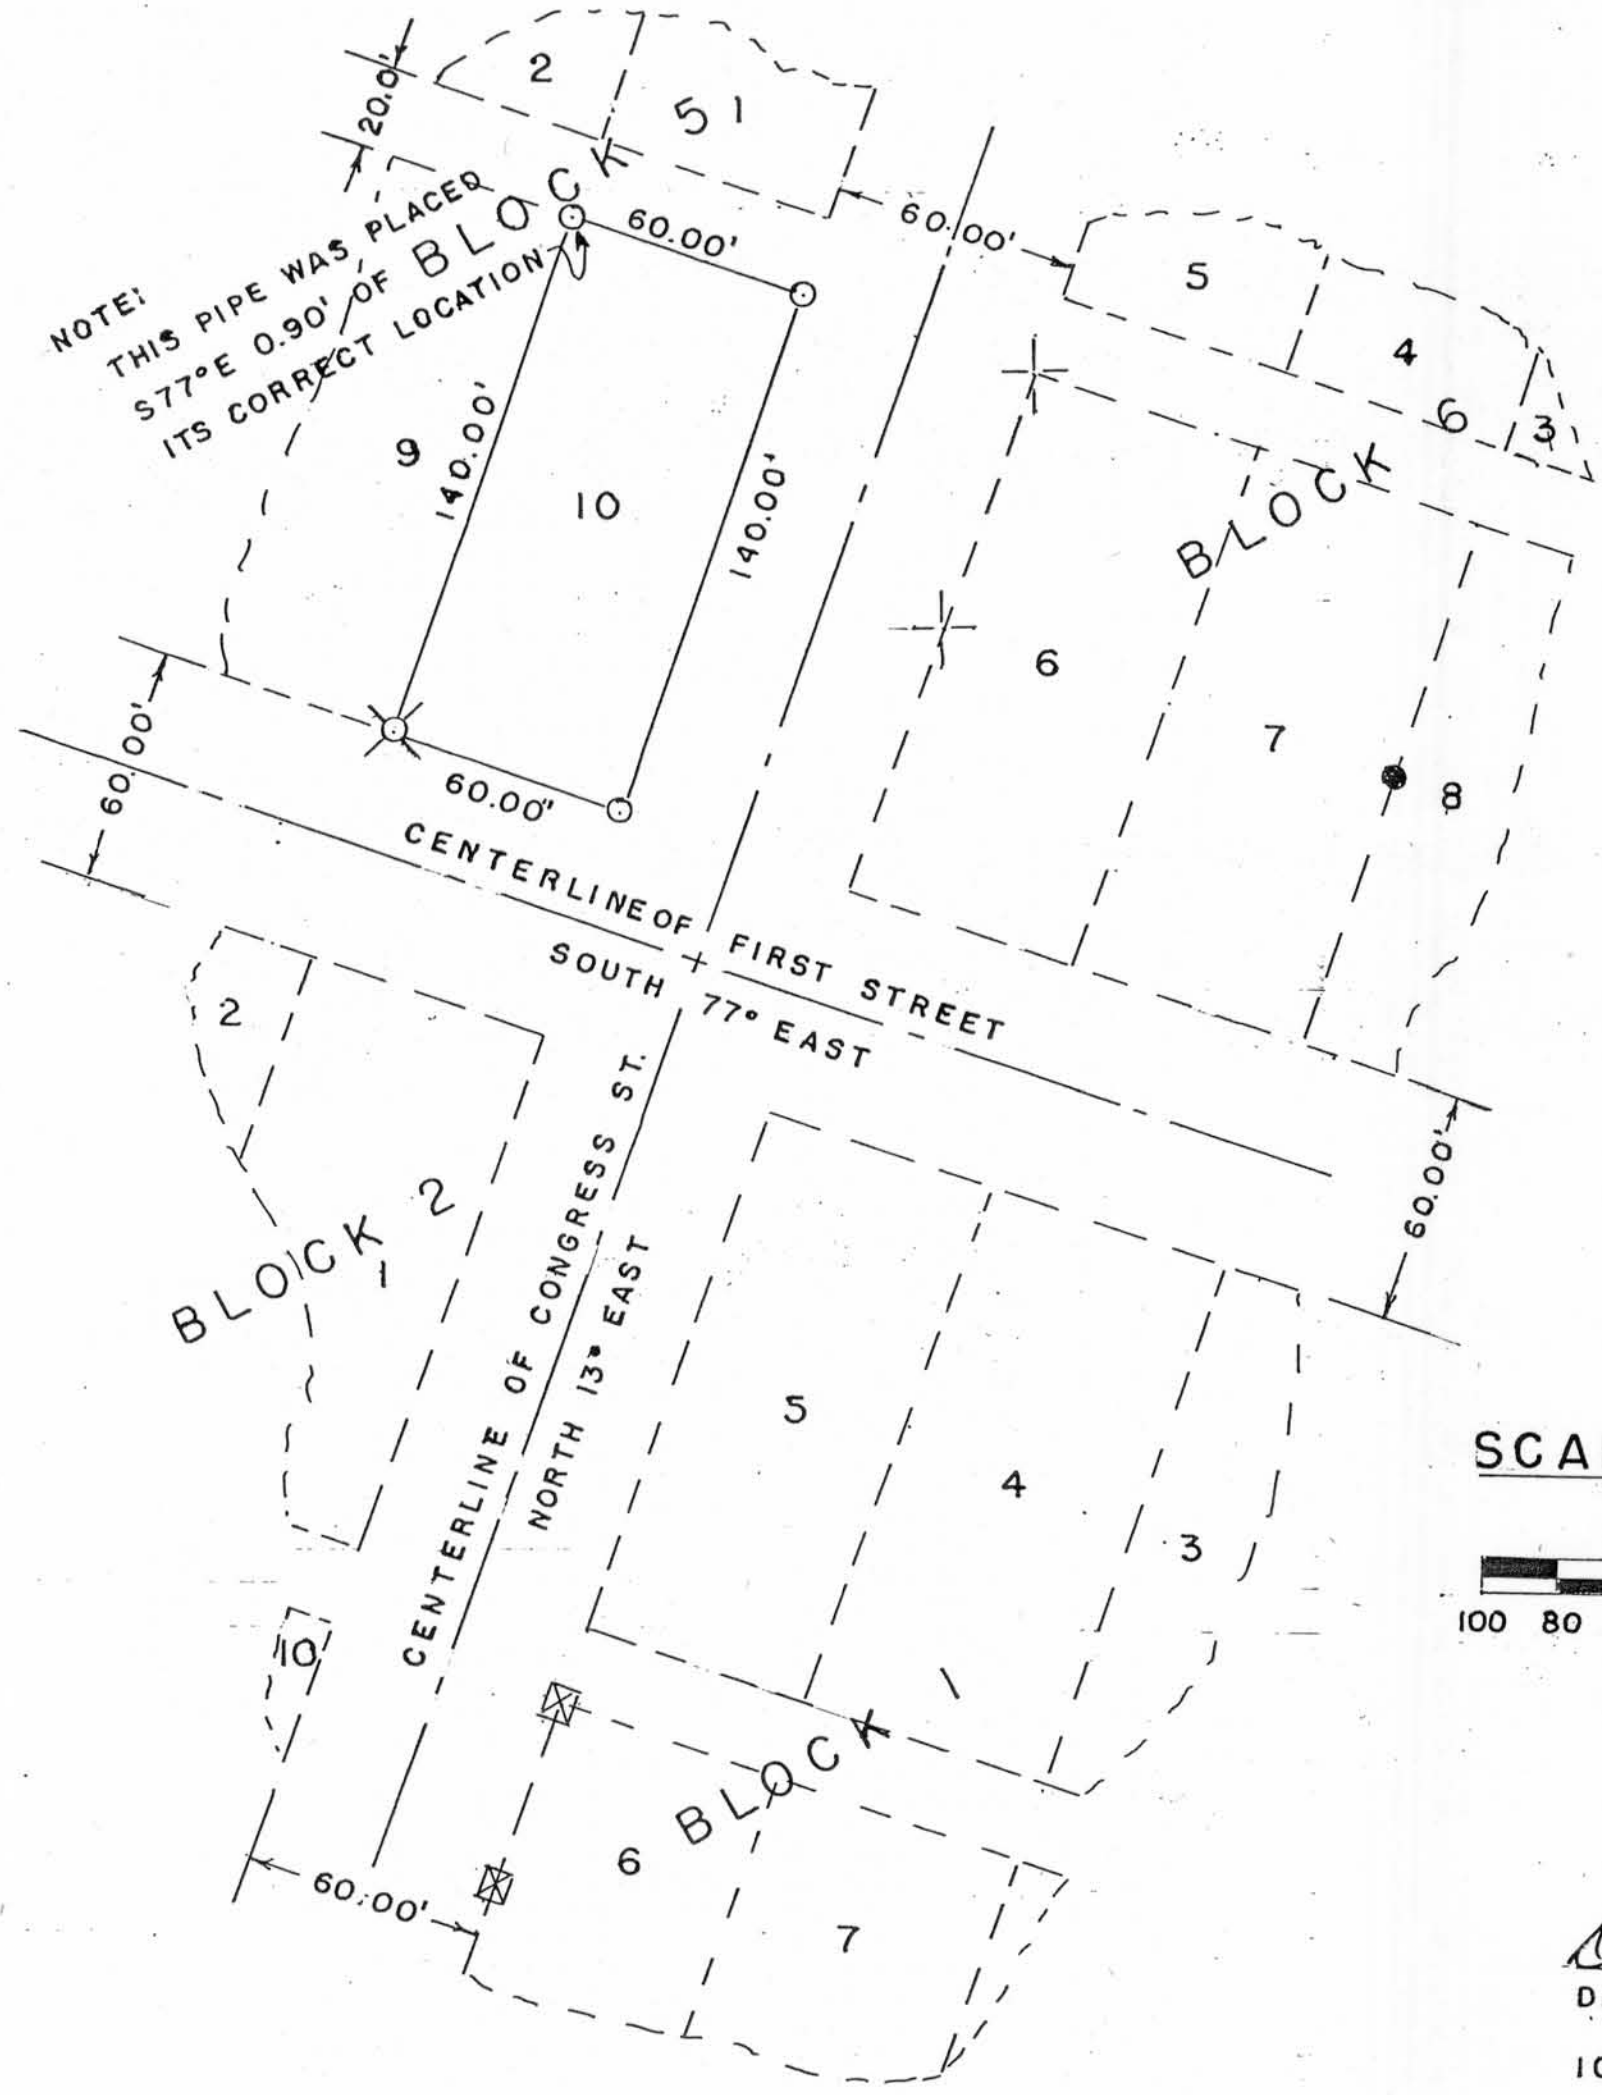 2
5 1
20.0'
BLOCK
60.00'
60.00'
NOTE:
THIS PIPE WAS PLACED
S77°E 0.90' OF
ITS CORRECT LOCATION
5
4
3
6
BLOCK
9
140.00'
10
140.00'
6
7
8
60.00'
60.00"
CENTERLINE OF FIRST STREET
SOUTH 77° EAST
2
BLOCK 2
1
CENTERLINE OF CONGRESS ST.
NORTH 13° EAST
60.00'
5
4
3
SCA
100 80
10
BLOCK 1
6
7
60.00'
D
10